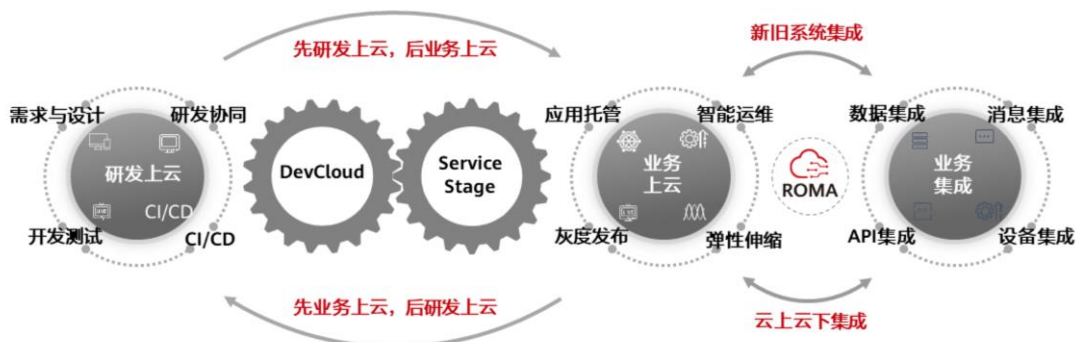 先研发上云，后业务上云
新旧系统集成
需求与设计
研发协同
研发上云
CI/CD
开发测试
CI/CD
DevCloud
Service
Stage
应用托管
智能运维
业务
上云
灰度发布
弹性伸缩
ROMA
数据集成
消息集成
业务
集成
API集成
设备集成
先业务上云，后研发上云
云上云下集成